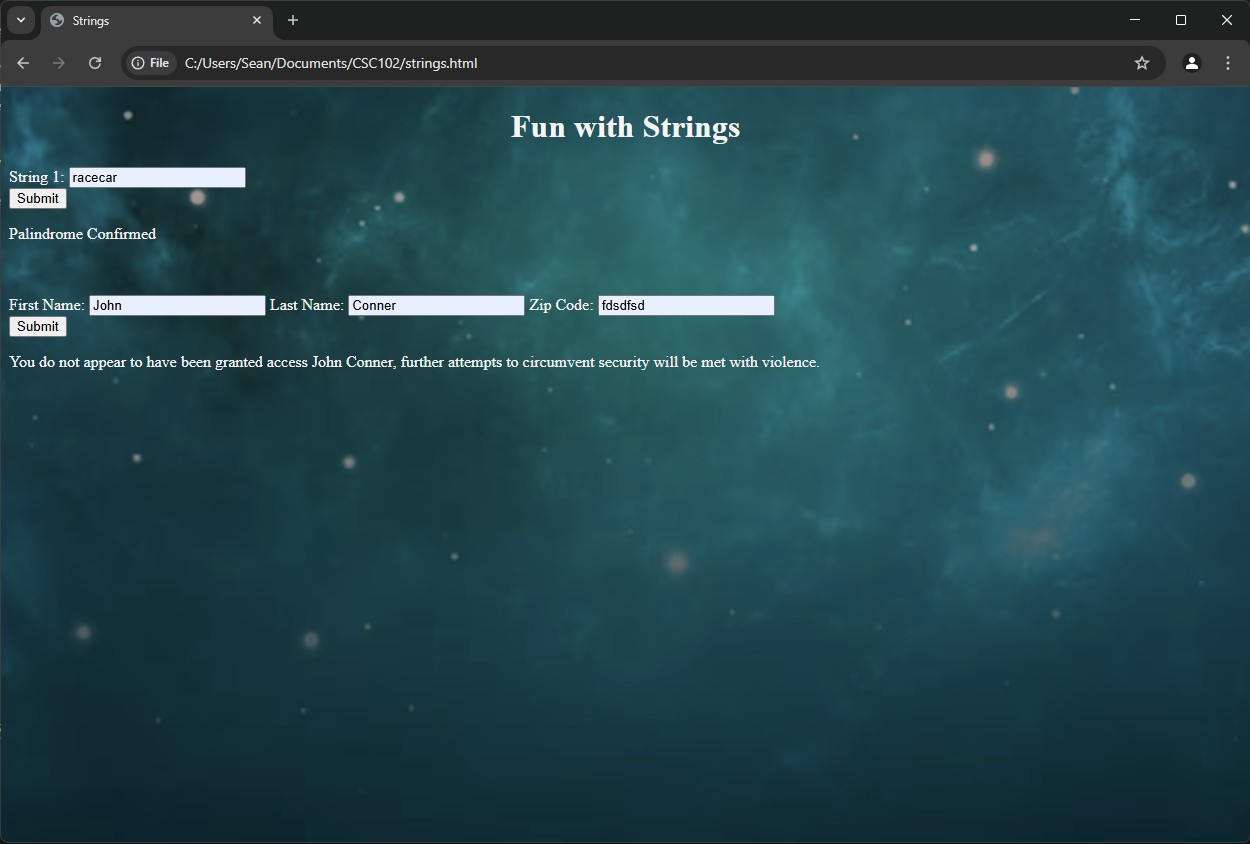 Strings
File C:/Users/Sean/Documents/CSC102/strings.html
Fun with Strings
String 1: racecar
Submit
Palindrome Confirmed
First Name: John Last Name: Conner Zip Code: fdsdfsd
Submit
You do not appear to have been granted access John Conner, further attempts to circumvent security will be met with violence.